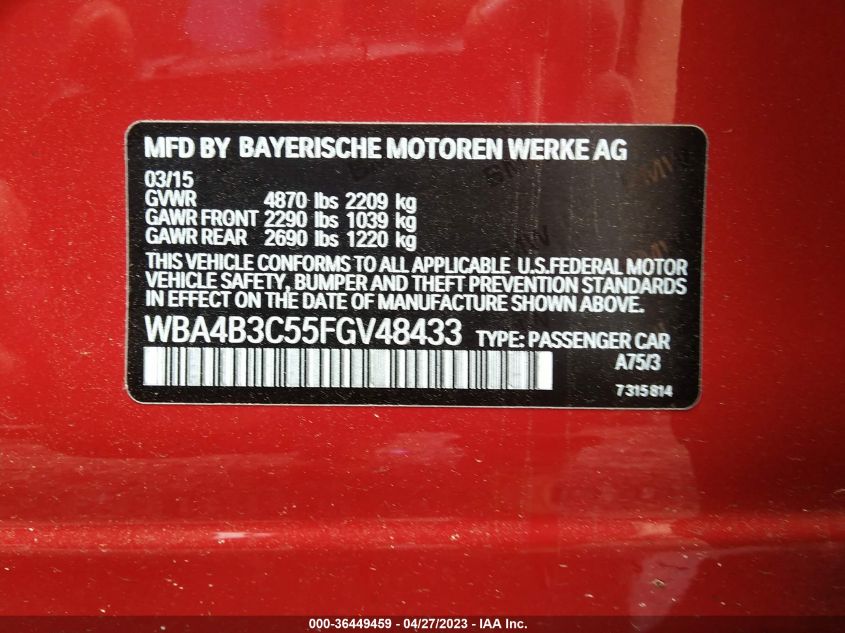 MFD BY BAYERISCHE MOTOREN WERKE AG
03/15
GVWR 4870 lbs 2209 kg
GAWR FRONT 2290 lbs 1039 kg
GAWR REAR 2690 lbs 1220 kg
THIS VEHICLE CONFORMS TO ALL APPLICABLE U.S.FEDERAL MOTOR
VEHICLE SAFETY, BUMPER AND THEFT PREVENTION STANDARDS
IN EFFECT ON THE DATE OF MANUFACTURE SHOWN ABOVE.
WBA4B3C55FGV48433 TYPE: PASSENGER CAR
A75/3
7 315 814
000-36449459 - 04/27/2023 - IAA Inc.